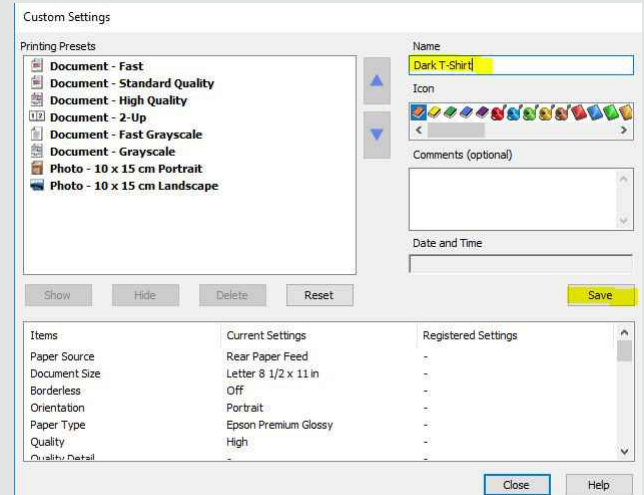 Custom Settings
Printing Presets
Document - Fast
Document - Standard Quality
Document - High Quality
Document - 2-Up
Document - Fast Grayscale
Document - Grayscale
Photo - 10 x 15 cm Portrait
Photo - 10 x 15 cm Landscape
Name
Dark T-Shirt
Icon
Comments (optional)
Date and Time
Show Hide Delete Reset Save
Items Current Settings Registered Settings
Paper Source Rear Paper Feed -
Document Size Letter 8 1/2 x 11 in -
Borderless Off -
Orientation Portrait -
Paper Type Epson Premium Glossy -
Quality High -
Quality Detail - -
Close Help